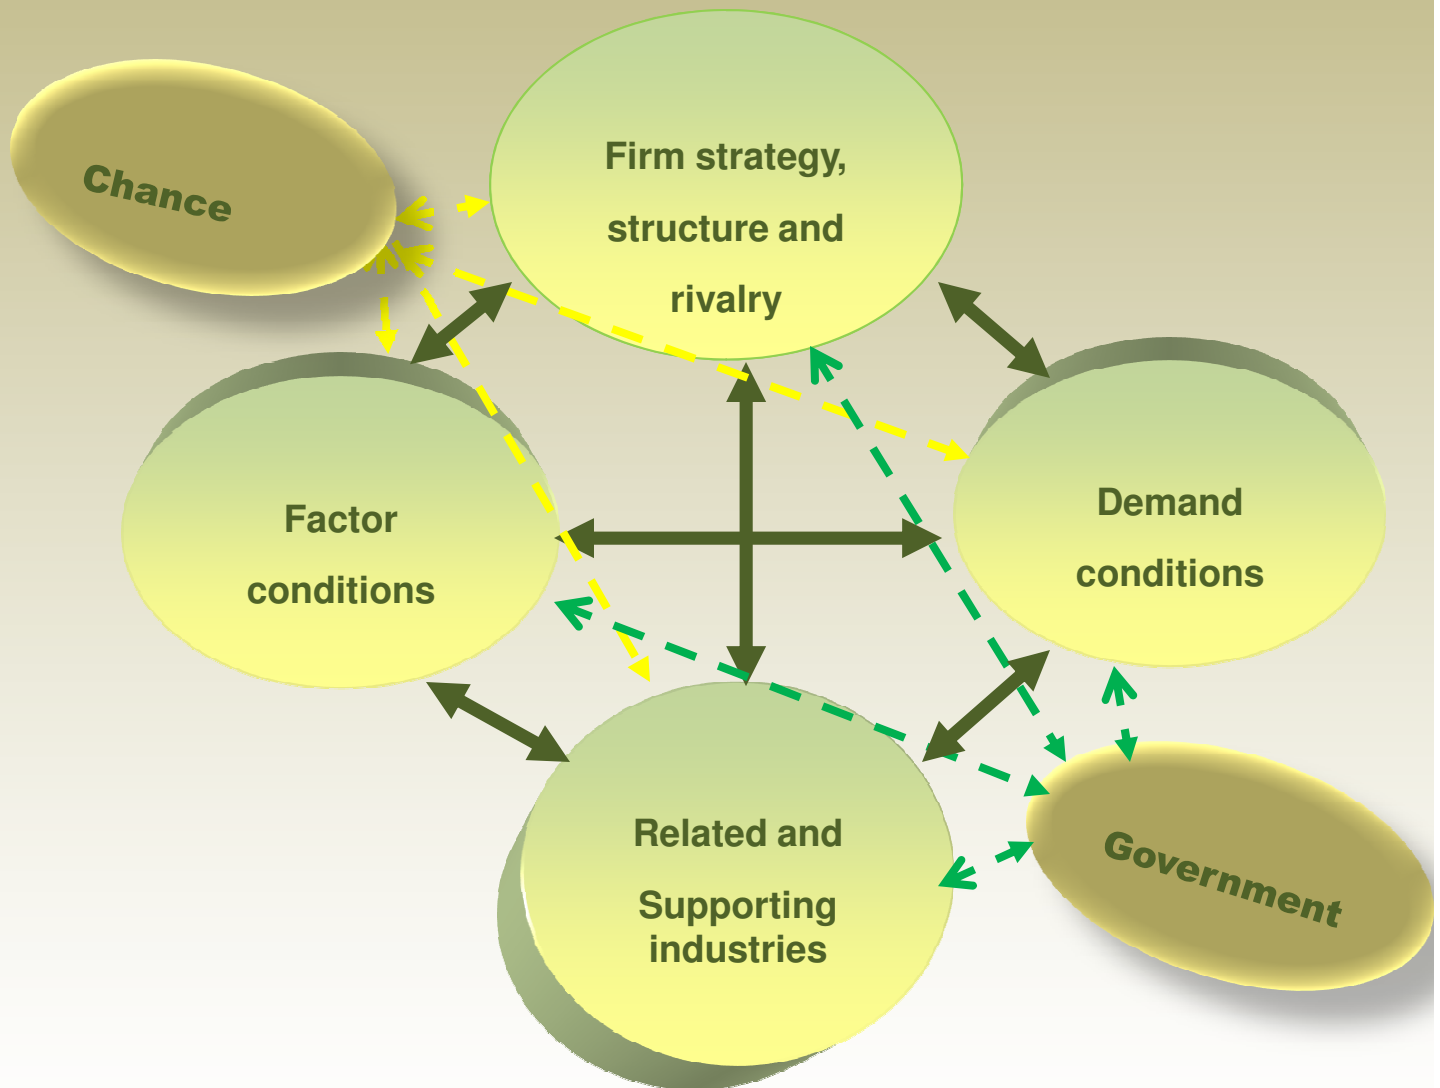 Firm strategy,
structure and
rivalry
Chance
Factor
conditions
Demand
conditions
Related and
Supporting
industries
Government